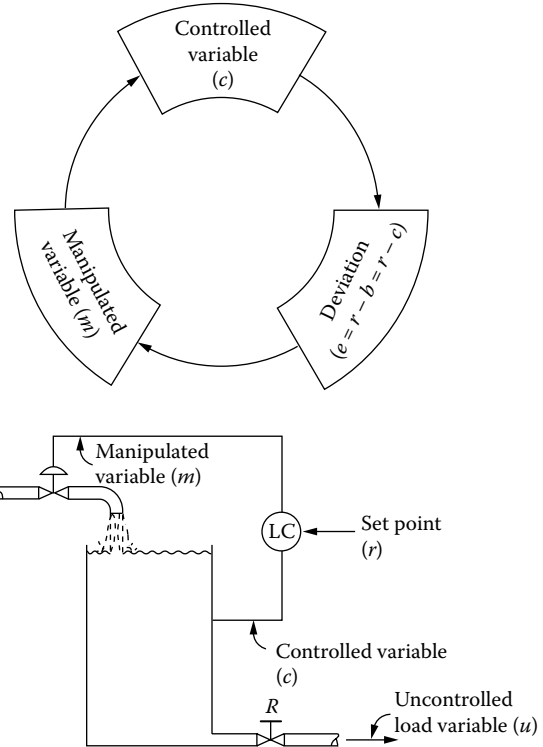 Controlled
variable
(c)
Manipulated
variable (m)
Deviation
(e = r − b = r − c)
Manipulated
variable (m)
LC
Set point
(r)
Controlled variable
(c)
R
Uncontrolled
load variable (u)